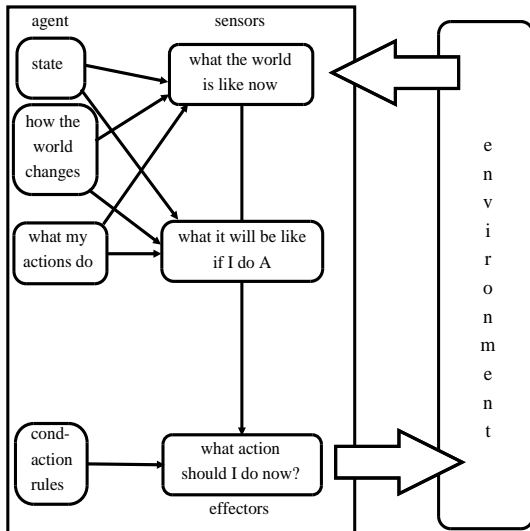 agent
sensors
state
what the world
is like now
how the
world
changes
what my
actions do
what it will be like
if I do A
cond-
action
rules
what action
should I do now?
effectors
environment